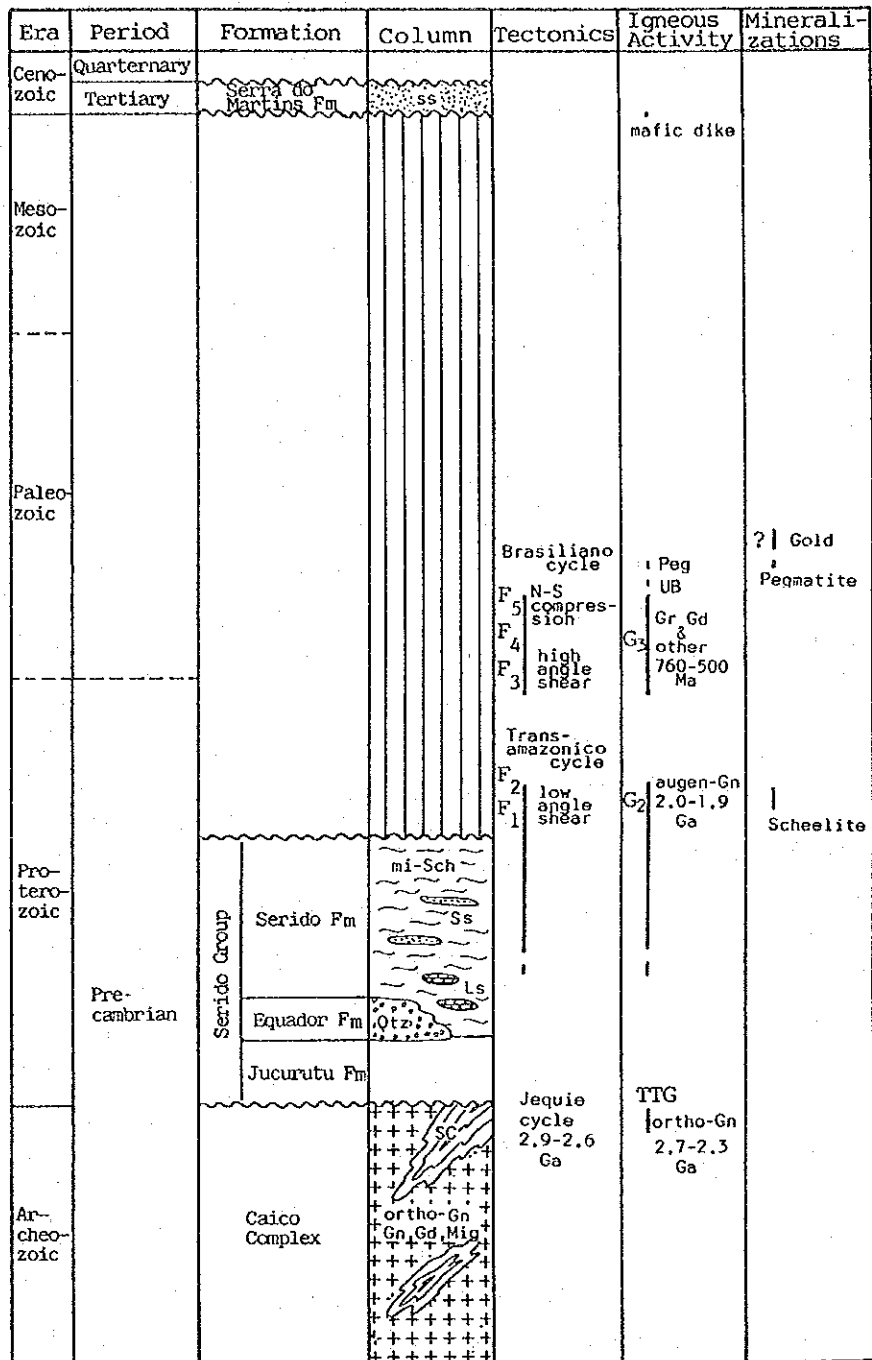 Era
Period
Formation
Column
Tectonics
Igneous
Activity
Minerali-
zations
Ceno-
zoic
Quarternary
Tertiary
Serra do
Martins Fm
ss
mafic dike
Meso-
zoic
Paleo-
zoic
Brasiliano
cycle
F5
N-S
compres-
sion
F4
F3
high
angle
shear
Peg
UB
G3
Gr, Gd
&
other
760-500
Ma
? Gold
Pegmatite
Trans-
amazonico
cycle
F2
F1
low
angle
shear
G2
augen-Gn
2.0-1.9
Ga
Scheelite
Pro-
tero-
zoic
Pre-
cambrian
Serido Group
Serido Fm
mi-Sch
Ss
Ls
Equador Fm
Qtz
Jucurutu Fm
Ar-
cheo-
zoic
Caico
Complex
SC
ortho-Gn
Gn,Gd,Mig
Jequie
cycle
2.9-2.6
Ga
TTG
ortho-Gn
2.7-2.3
Ga